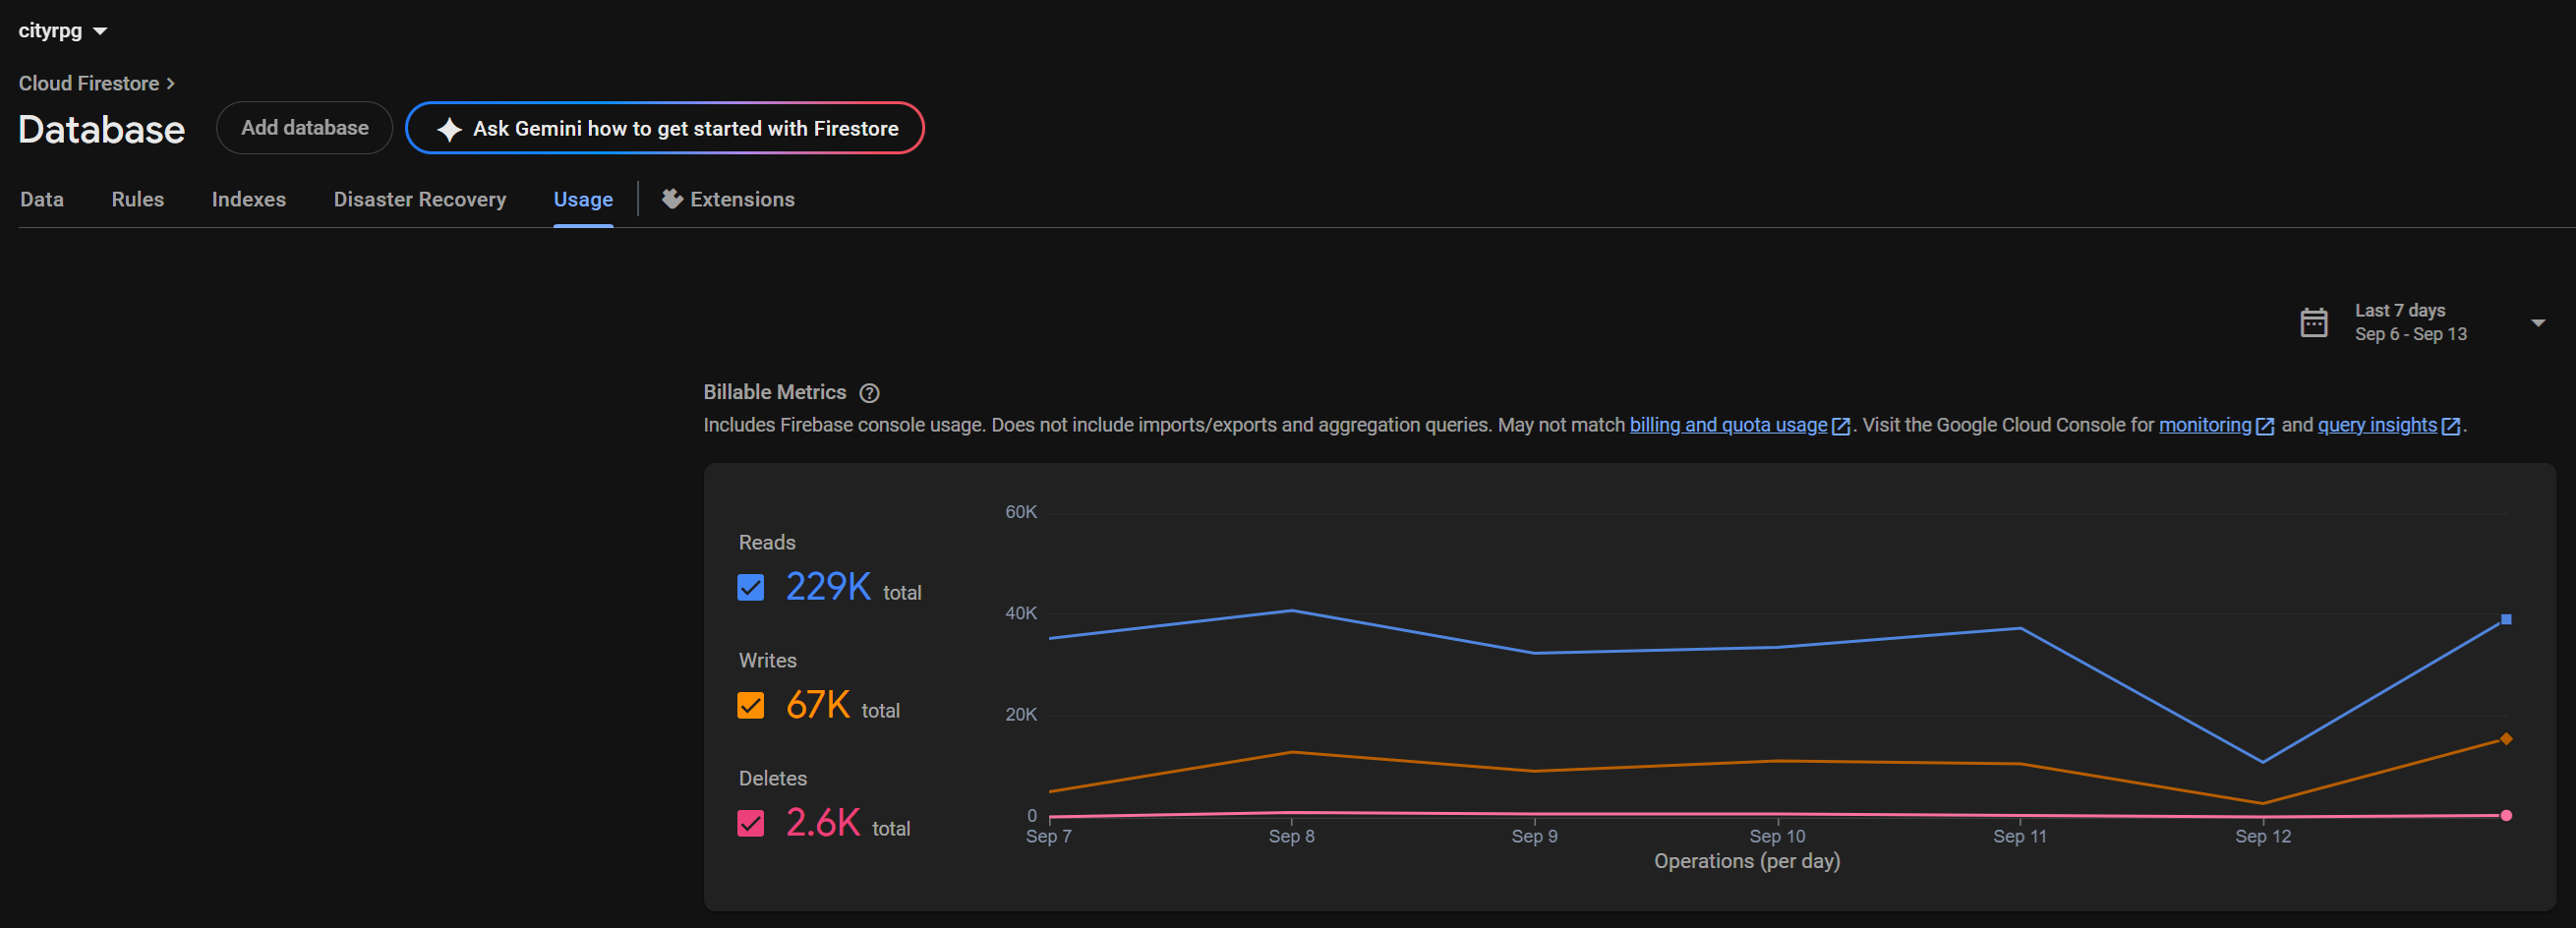 cityrpg
Cloud Firestore
Database
Add database
Ask Gemini how to get started with Firestore
Data
Rules
Indexes
Disaster Recovery
Usage
Extensions
Last 7 days
Sep 6 - Sep 13
Billable Metrics
Includes Firebase console usage. Does not include imports/exports and aggregation queries. May not match billing and quota usage. Visit the Google Cloud Console for monitoring and query insights.
Reads
229K total
Writes
67K total
Deletes
2.6K total
60K
40K
20K
0
Sep 7
Sep 8
Sep 9
Sep 10
Sep 11
Sep 12
Operations (per day)